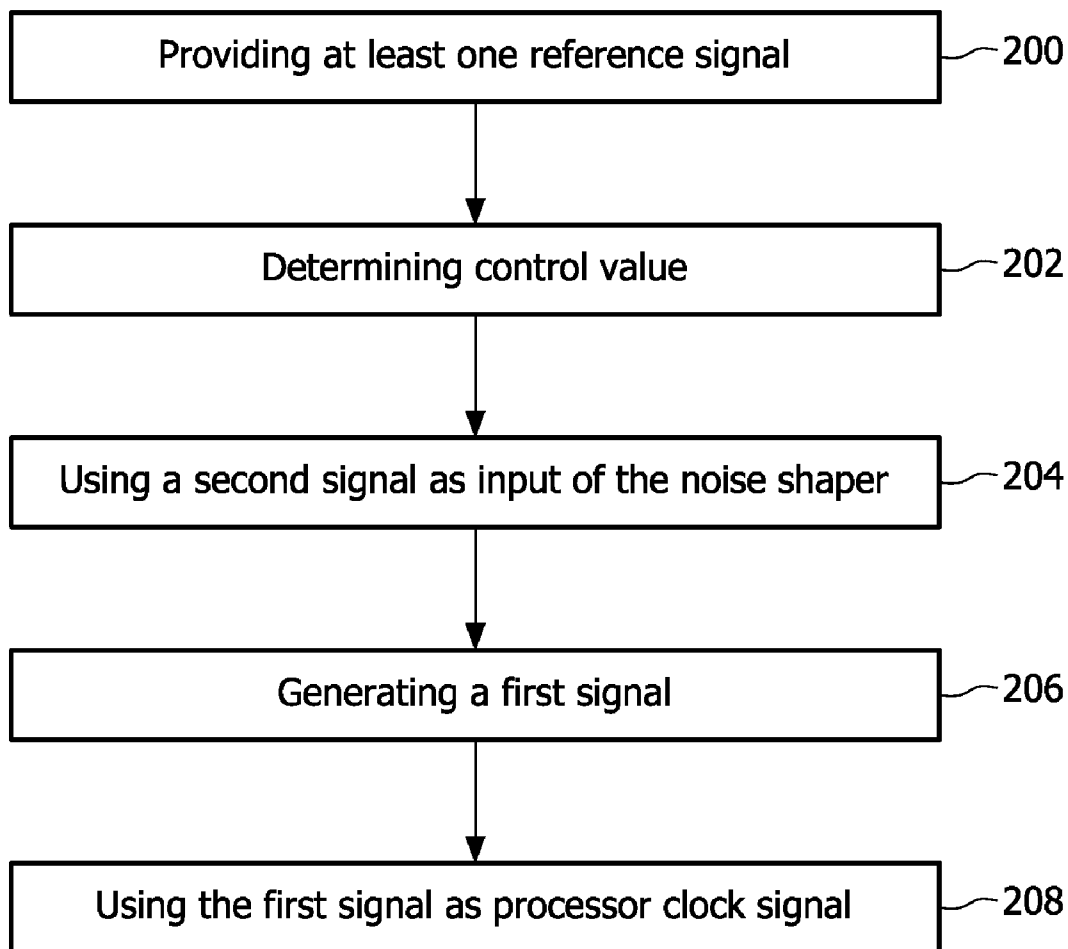 Providing at least one reference signal 200
Determining control value 202
Using a second signal as input of the noise shaper 204
Generating a first signal 206
Using the first signal as processor clock signal 208